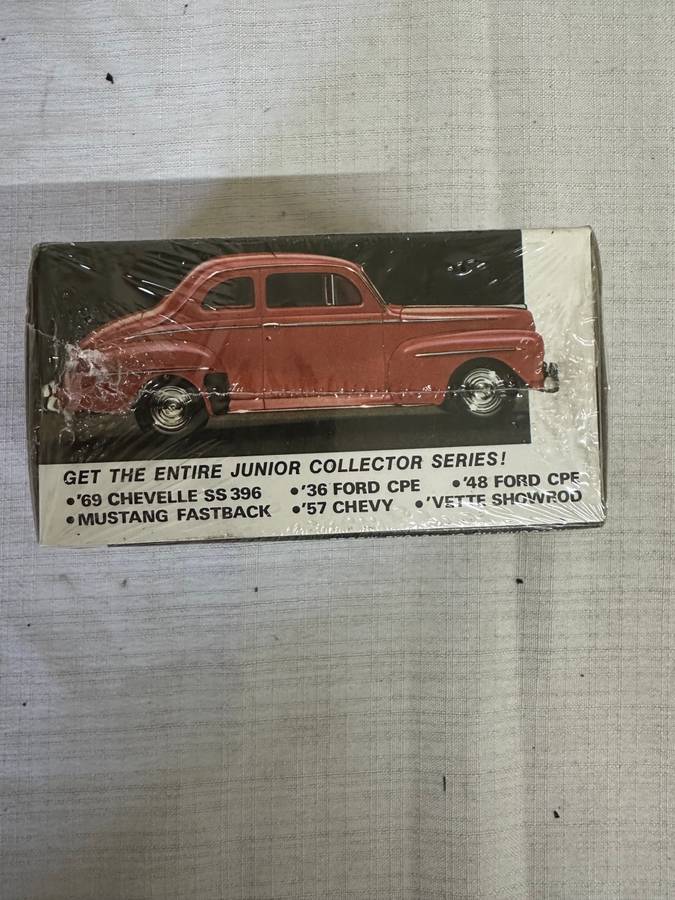 GET THE ENTIRE JUNIOR COLLECTOR SERIES!
•'69 CHEVELLE SS 396 •'36 FORD CPE •'48 FORD CPE
•MUSTANG FASTBACK •'57 CHEVY •'VETTE SHOWROD